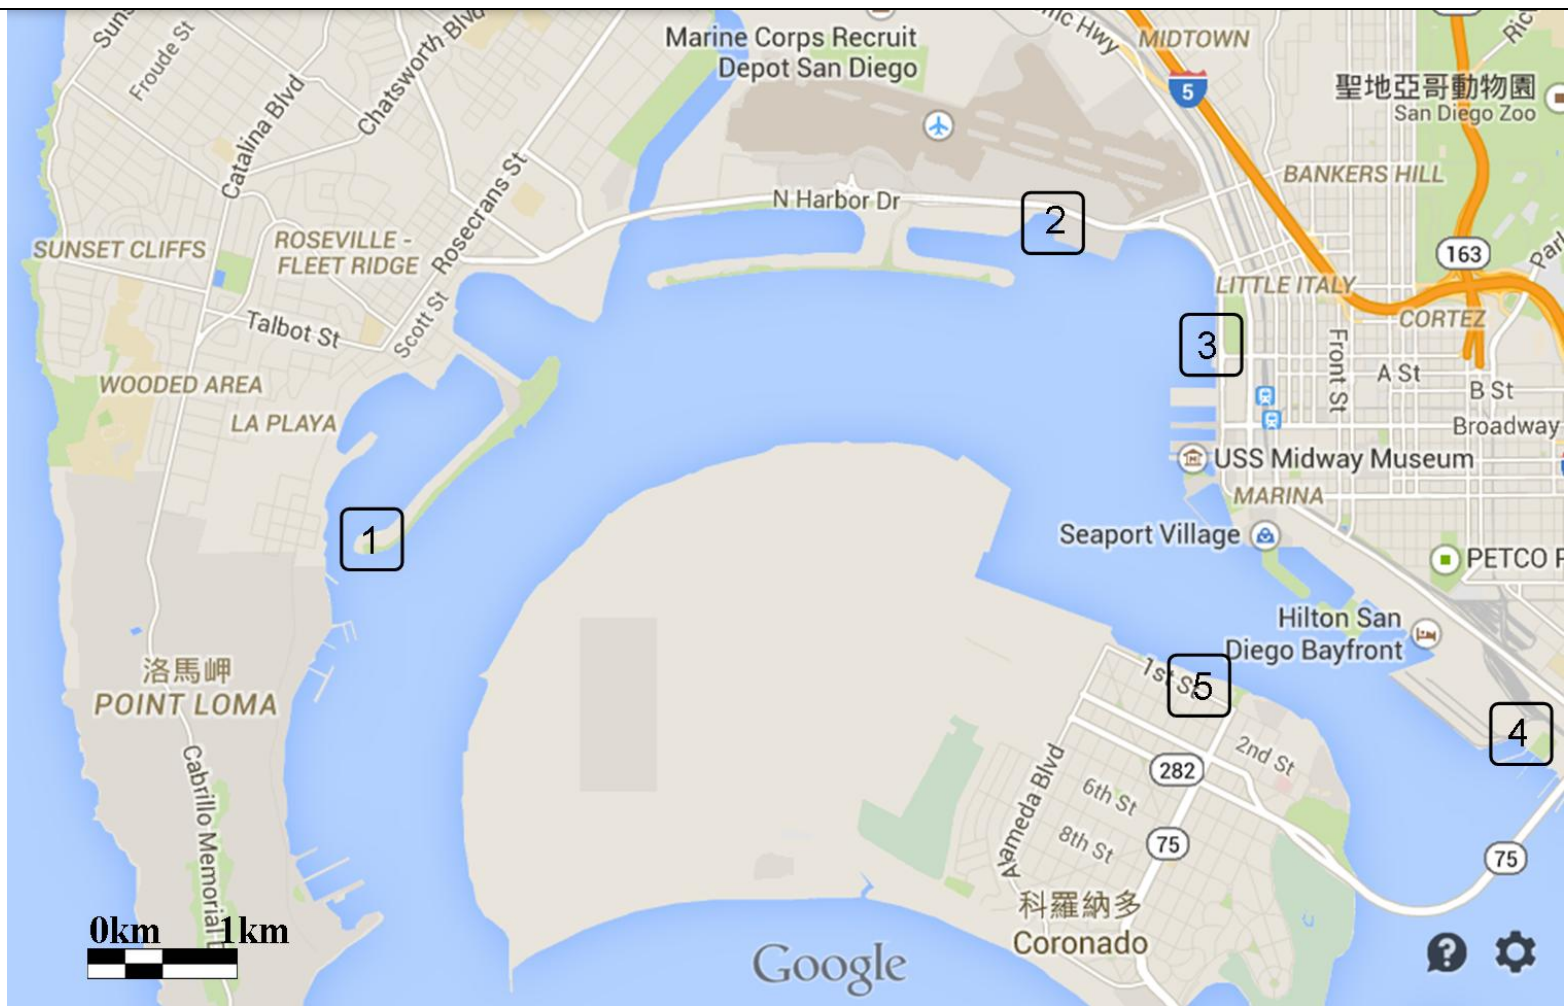 Froude St
Catalina Blvd
Chatsworth Blvd
Marine Corps Recruit
Depot San Diego
MIDTOWN
5
聖地亞哥動物園
San Diego Zoo
BANKERS HILL
N Harbor Dr
2
Rosecrans St
SUNSET CLIFFS
ROSEVILLE -
FLEET RIDGE
163
LITTLE ITALY
CORTEZ
Talbot St
Scott St
3
Front St
A St
B St
WOODED AREA
LA PLAYA
Broadway
USS Midway Museum
MARINA
1
Seaport Village
PETCO P
Hilton San
Diego Bayfront
洛馬岬
POINT LOMA
1st St
5
4
2nd St
282
6th St
Alameda Blvd
8th St
75
75
Cabrillo Memorial D
科羅納多
Coronado
0km 1km
Google
?